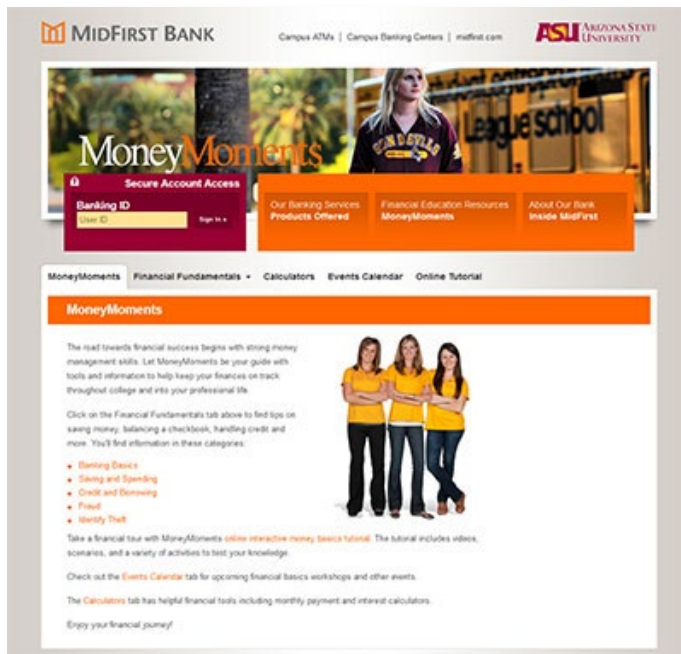 MIDFIRST BANK
Campus ATMs | Campus Banking Centers | midfirst.com
ASU ARIZONA STATE
UNIVERSITY
student entrepr
League school
SUN DEVILS
MoneyMoments
Secure Account Access
Banking ID
User ID
Sign In »
Our Banking Services
Products Offered
Financial Education Resources
MoneyMoments
About Our Bank
Inside MidFirst
MoneyMoments Financial Fundamentals Calculators Events Calendar Online Tutorial
MoneyMoments
The road towards financial success begins with strong money
management skills. Let MoneyMoments be your guide with
tools and information to help keep your finances on track
throughout college and into your professional life.
Click on the Financial Fundamentals tab above to find tips on
saving money, balancing a checkbook, handling credit and
more. You'll find information in these categories:
Banking Basics
Saving and Spending
Credit and Borrowing
Fraud
Identify Theft
Take a financial tour with MoneyMoments online interactive money basics tutorial. The tutorial includes videos,
scenarios, and a variety of activities to test your knowledge.
Check out the Events Calendar tab for upcoming financial basics workshops and other events.
The Calculators tab has helpful financial tools including monthly payment and interest calculators.
Enjoy your financial journey!